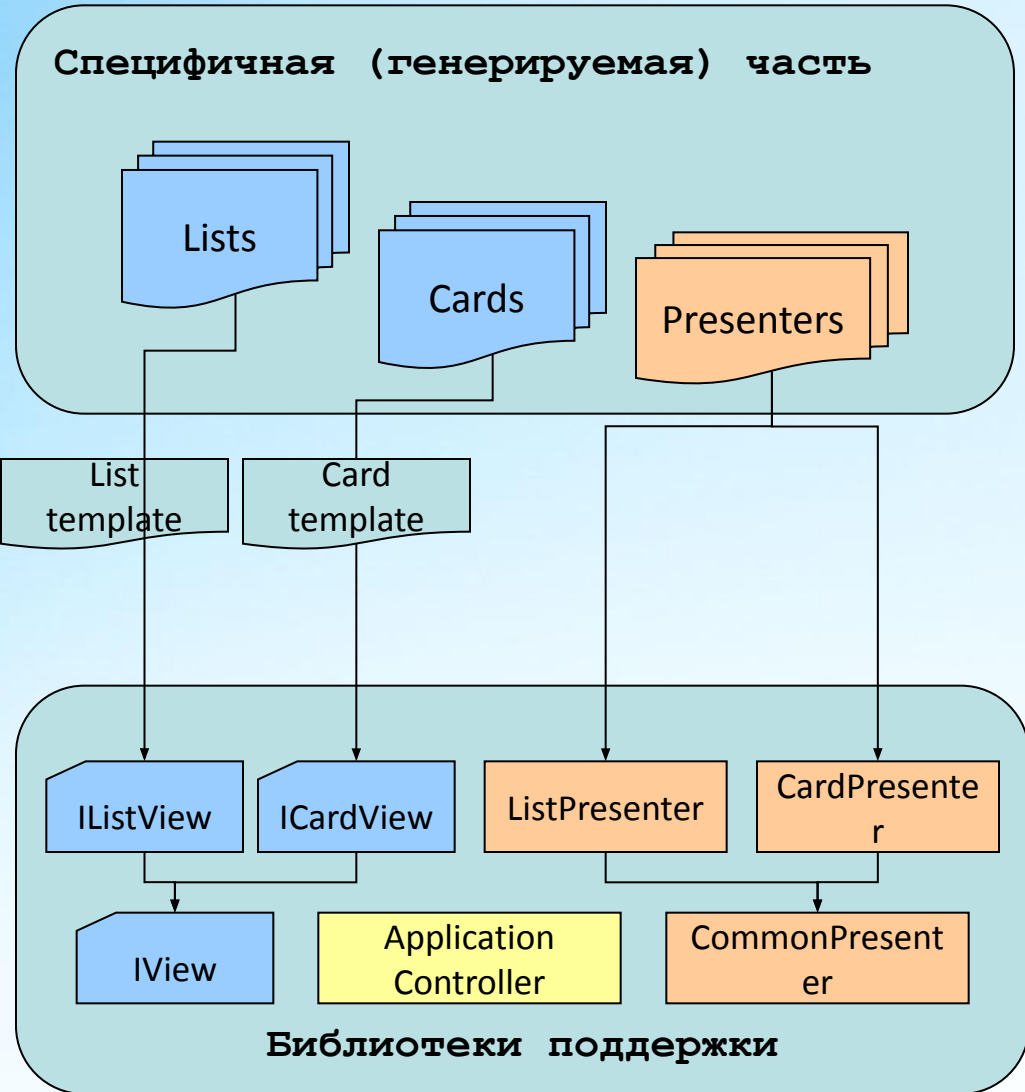 Специфичная (генерируемая) часть
Lists
Cards
Presenters
List
template
Card
template
IListView
ICardView
ListPresenter
CardPresente
r
IView
Application
Controller
CommonPresent
er
Библиотеки поддержки